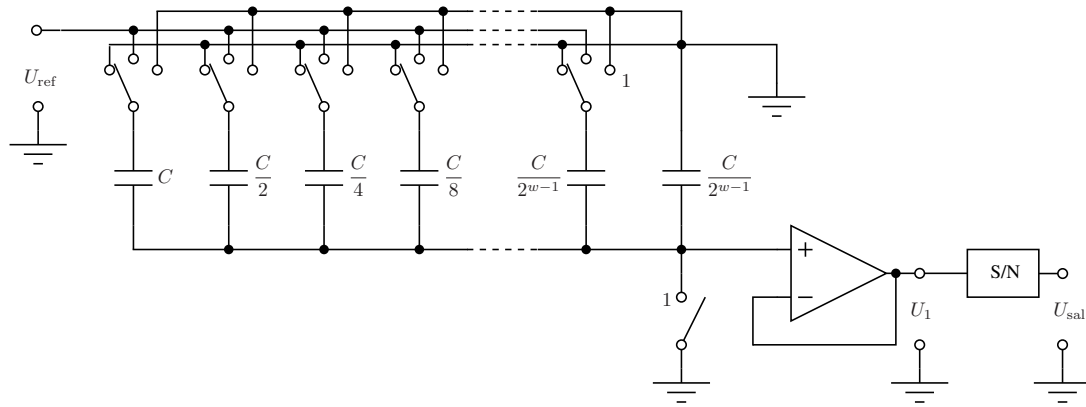 U_ref
1
C
C/2
C/4
C/8
C/2^{w−1}
C/2^{w−1}
+
−
1
S/N
U_1
U_sal